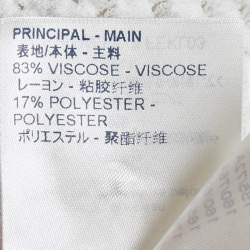 PRINCIPAL - MAIN
表地/本体 - 主料
83% VISCOSE - VISCOSE
レーヨン - 粘胶纤维
17% POLYESTER -
POLYESTER
ポリエステル - 聚酯纤维